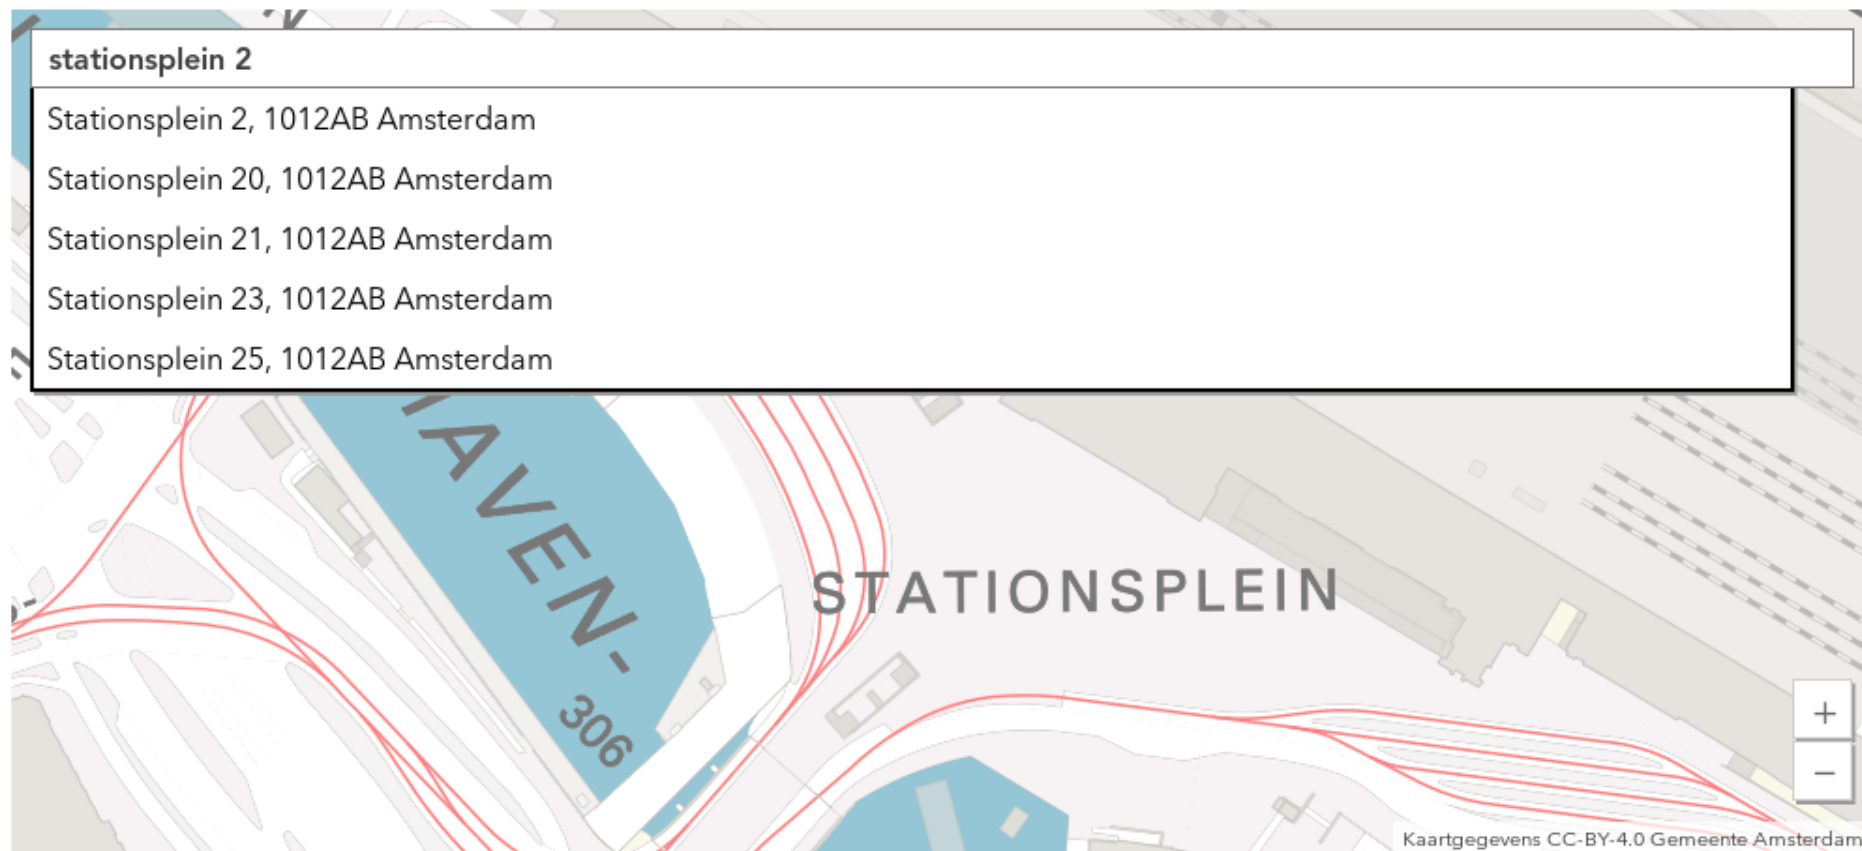 stationsplein 2
Stationsplein 2, 1012AB Amsterdam
Stationsplein 20, 1012AB Amsterdam
Stationsplein 21, 1012AB Amsterdam
Stationsplein 23, 1012AB Amsterdam
Stationsplein 25, 1012AB Amsterdam
HAVEN-
STATIONSPLEIN
306
+
−
Kaartgegevens CC-BY-4.0 Gemeente Amsterdam